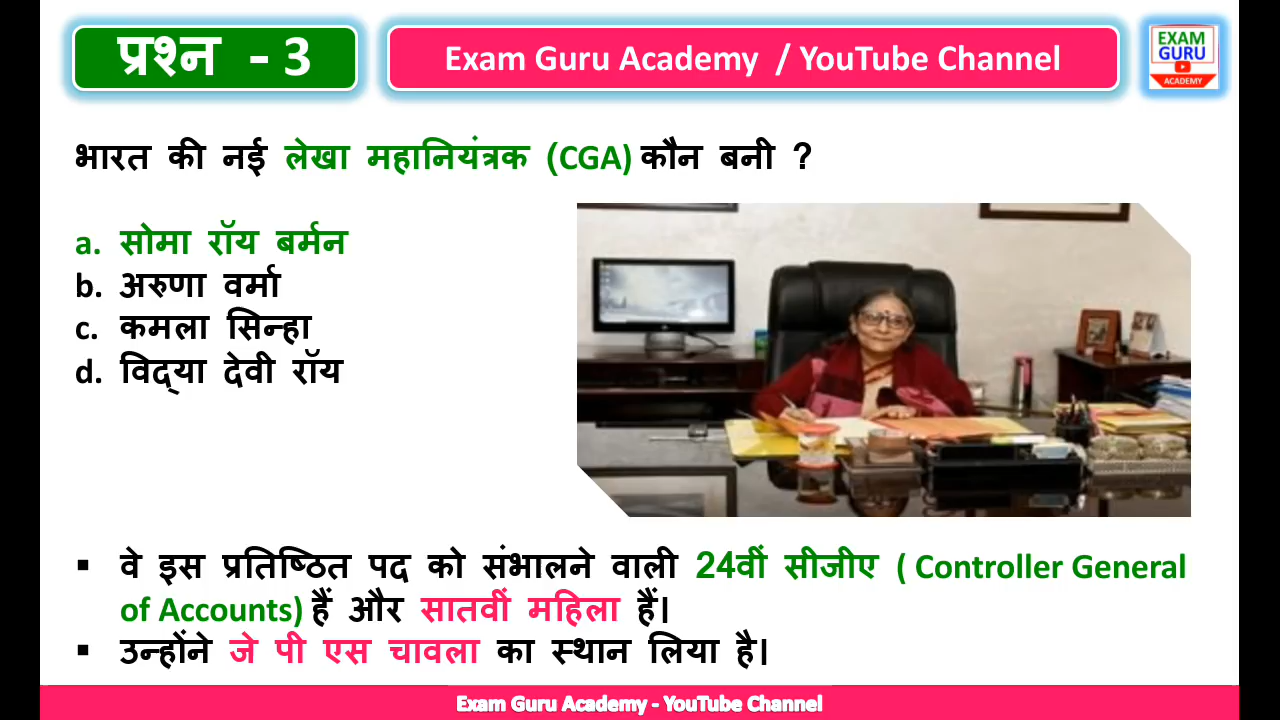 प्रश्न - 3
Exam Guru Academy / YouTube Channel
EXAM
GURU
ACADEMY
भारत की नई लेखा महानियंत्रक (CGA) कौन बनी ?
a. सोमा रॉय बर्मन
b. अरुणा वर्मा
c. कमला सिन्हा
d. विद्‌या देवी रॉय
▪ वे इस प्रतिष्ठित पद को संभालने वाली 24वीं सीजीए ( Controller General
of Accounts) हैं और सातवीं महिला हैं।
▪ उन्होंने जे पी एस चावला का स्थान लिया है।
Exam Guru Academy - YouTube Channel